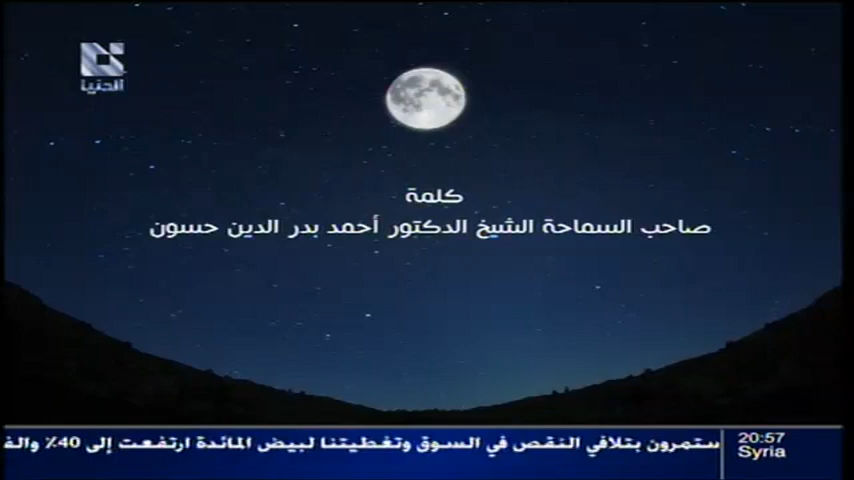 الدنيا
كلمة
صاحب السماحة الشيخ الدكتور أحمد بدر الدين حسون
ستمرون بتلافي النقص في السوق وتغطيتنا لبيض المائدة ارتفعت إلى 40٪ والف
20:57
Syria